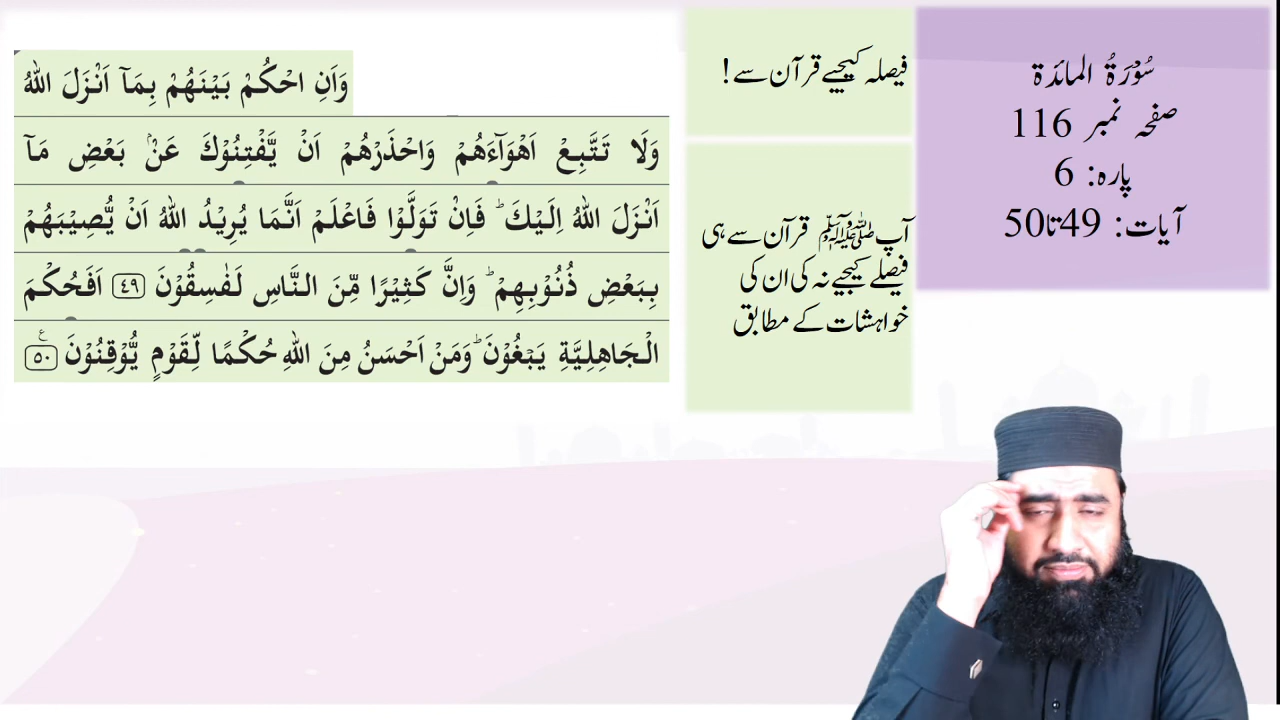 سُوْرَۃُ المائدۃ
صفحہ نمبر 116
پارہ: 6
آیات: 49تا50
فیصلہ کیجیے قرآن سے!
آپ ﷺ قرآن سے ہی
فیصلے کیجیے نہ کی ان کی
خواہشات کے مطابق
وَاَنِ احْكُمْ بَيْنَهُمْ بِمَآ اَنْزَلَ اللّٰهُ
وَلَا تَتَّبِعْ اَهْوَآءَهُمْ وَاحْذَرْهُمْ اَنْ يَّفْتِنُوْكَ عَنْۢ بَعْضِ مَآ
اَنْزَلَ اللّٰهُ اِلَيْكَ ؕ فَاِنْ تَوَلَّوْا فَاعْلَمْ اَنَّمَا يُرِيْدُ اللّٰهُ اَنْ يُّصِيْبَهُمْ
بِبَعْضِ ذُنُوْبِهِمْ ؕ وَاِنَّ كَثِيْرًا مِّنَ النَّاسِ لَفٰسِقُوْنَ ﴿٤٩﴾ اَفَحُكْمَ
الْجَاهِلِيَّةِ يَبْغُوْنَ ؕ وَمَنْ اَحْسَنُ مِنَ اللّٰهِ حُكْمًا لِّقَوْمٍ يُّوْقِنُوْنَ ﴿٥٠﴾ ع